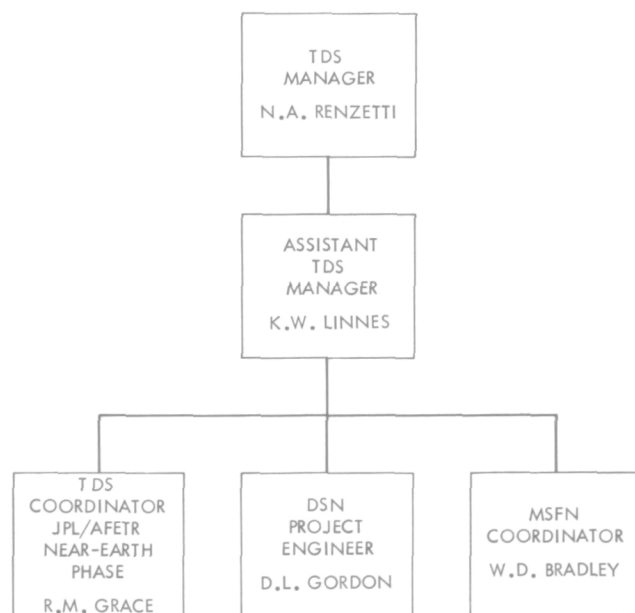 TDS
MANAGER
N.A. RENZETTI
ASSISTANT
TDS
MANAGER
K.W. LINNES
TDS
COORDINATOR
JPL/AFETR
NEAR-EARTH
PHASE
R.M. GRACE
DSN
PROJECT
ENGINEER
D.L. GORDON
MSFN
COORDINATOR
W.D. BRADLEY